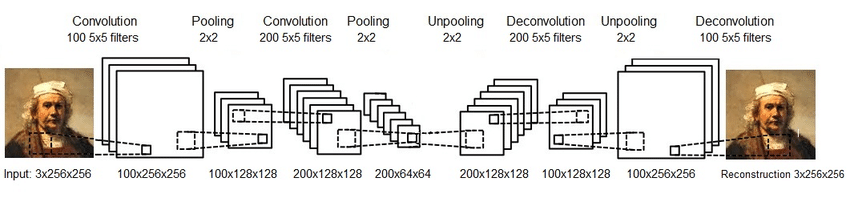 Convolution Pooling Convolution Pooling Unpooling Deconvolution Unpooling Deconvolution
100 5x5 filters 2x2 200 5x5 filters 2x2 2x2 200 5x5 filters 2x2 100 5x5 filters
Input: 3x256x256 100x256x256 100x128x128 200x128x128 200x64x64 200x128x128 100x128x128 100x256x256 Reconstruction 3x256x256